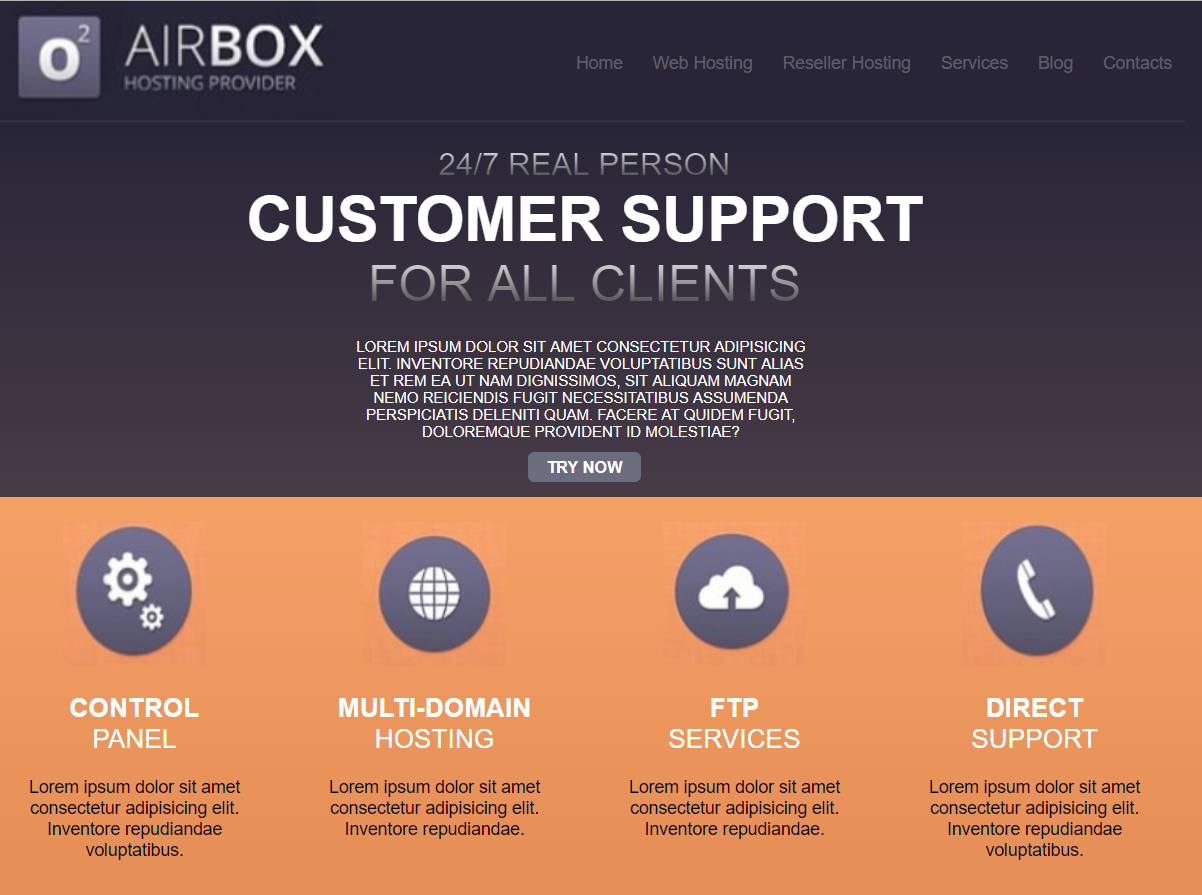 o2
AIRBOX
HOSTING PROVIDER
Home Web Hosting Reseller Hosting Services Blog Contacts
24/7 REAL PERSON
CUSTOMER SUPPORT
FOR ALL CLIENTS
LOREM IPSUM DOLOR SIT AMET CONSECTETUR ADIPISICING
ELIT. INVENTORE REPUDIANDAE VOLUPTATIBUS SUNT ALIAS
ET REM EA UT NAM DIGNISSIMOS, SIT ALIQUAM MAGNAM
NEMO REICIENDIS FUGIT NECESSITATIBUS ASSUMENDA
PERSPICIATIS DELENITI QUAM. FACERE AT QUIDEM FUGIT,
DOLOREMQUE PROVIDENT ID MOLESTIAE?
TRY NOW
CONTROL
PANEL
Lorem ipsum dolor sit amet
consectetur adipisicing elit.
Inventore repudiandae
voluptatibus.
MULTI-DOMAIN
HOSTING
Lorem ipsum dolor sit amet
consectetur adipisicing elit.
Inventore repudiandae.
FTP
SERVICES
Lorem ipsum dolor sit amet
consectetur adipisicing elit.
Inventore repudiandae.
DIRECT
SUPPORT
Lorem ipsum dolor sit amet
consectetur adipisicing elit.
Inventore repudiandae
voluptatibus.